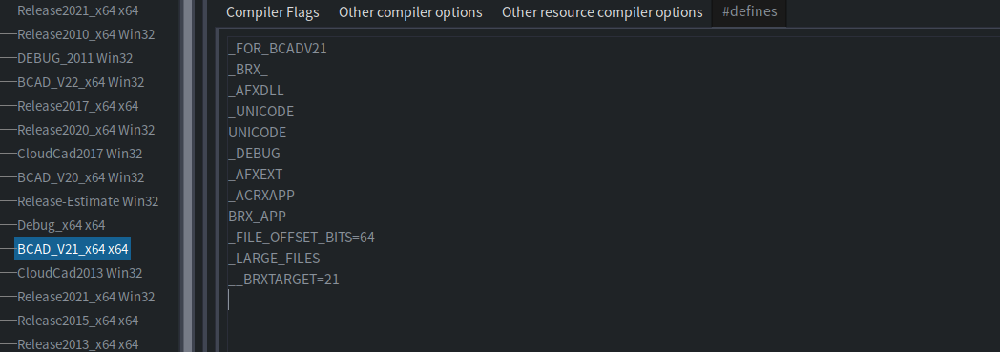 Release2021_x64 x64
Release2010_x64 Win32
DEBUG_2011 Win32
BCAD_V22_x64 Win32
Release2017_x64 x64
Release2020_x64 Win32
CloudCad2017 Win32
BCAD_V20_x64 Win32
Release-Estimate Win32
Debug_x64 x64
BCAD_V21_x64 x64
CloudCad2013 Win32
Release2021_x64 Win32
Release2015_x64 x64
Release2013_x64 x64
Compiler Flags Other compiler options Other resource compiler options #defines
_FOR_BCADV21
_BRX_
_AFXDLL
_UNICODE
UNICODE
_DEBUG
_AFXEXT
_ACRXAPP
BRX_APP
_FILE_OFFSET_BITS=64
_LARGE_FILES
__BRXTARGET=21